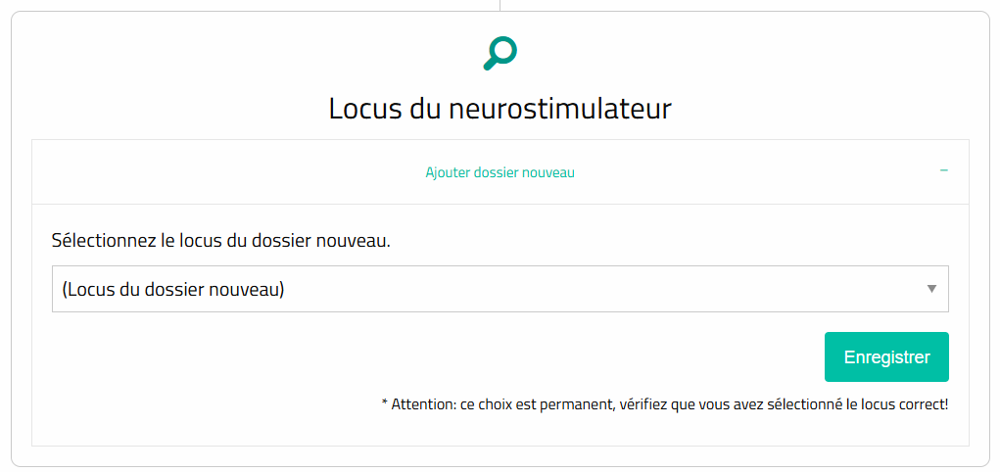 Locus du neurostimulateur
Ajouter dossier nouveau
Sélectionnez le locus du dossier nouveau.
(Locus du dossier nouveau)
Enregistrer
* Attention: ce choix est permanent, vérifiez que vous avez sélectionné le locus correct!